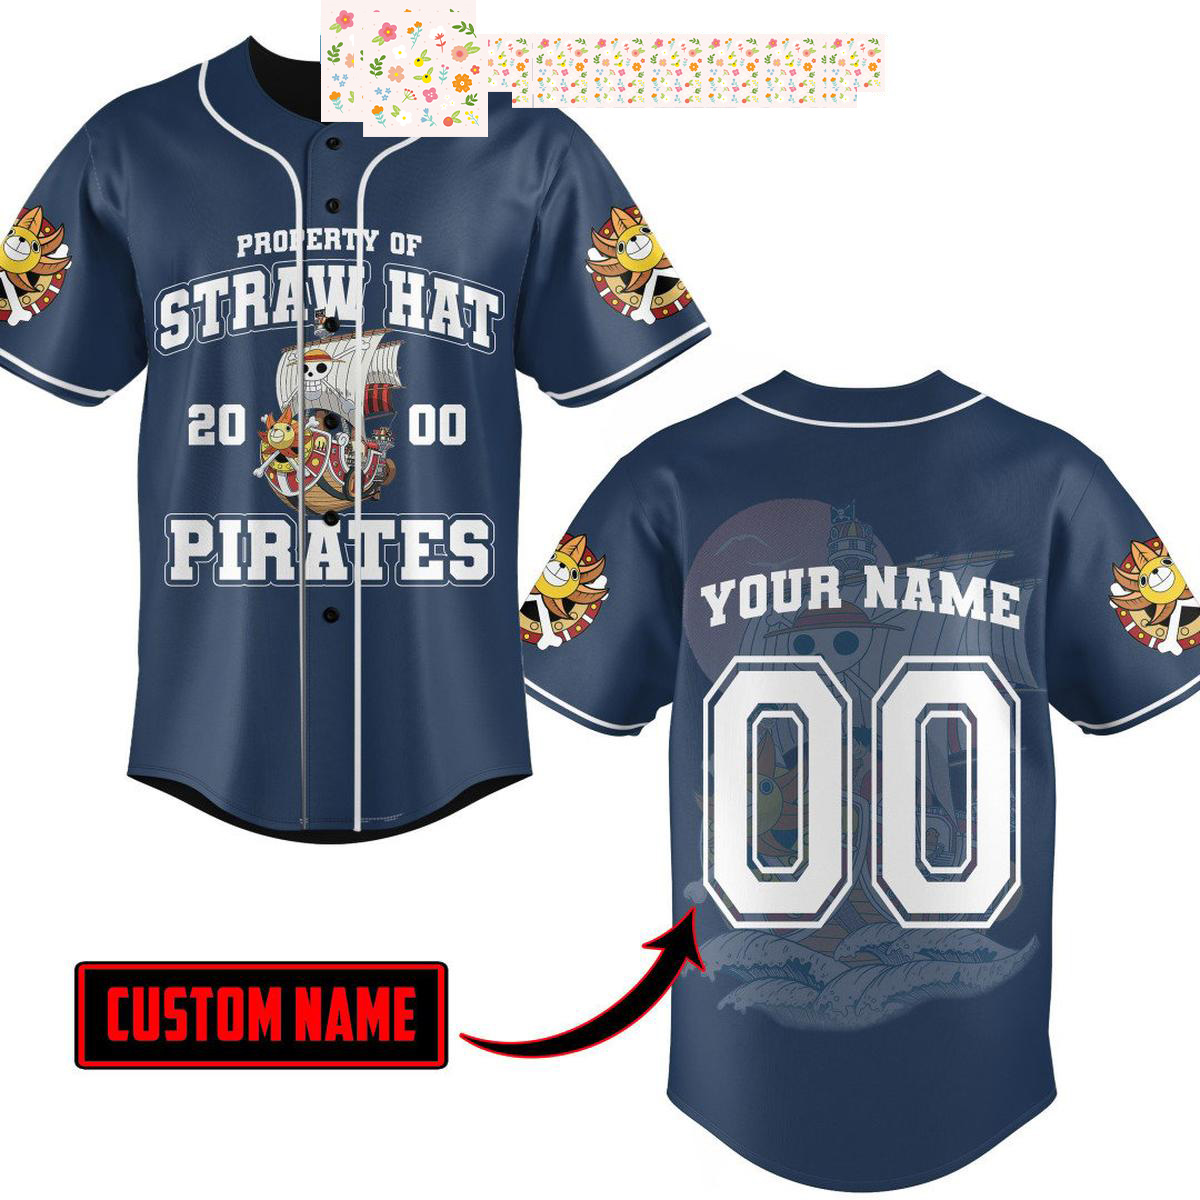 PROPERTY OF
STRAW HAT
20 00
PIRATES
YOUR NAME
00
CUSTOM NAME